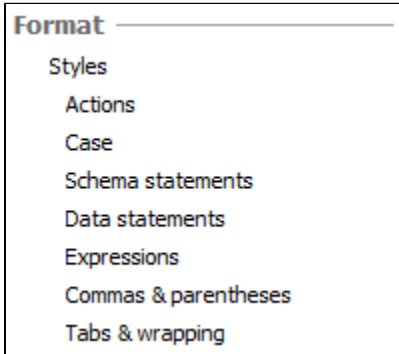 Format
Styles
Actions
Case
Schema statements
Data statements
Expressions
Commas & parentheses
Tabs & wrapping